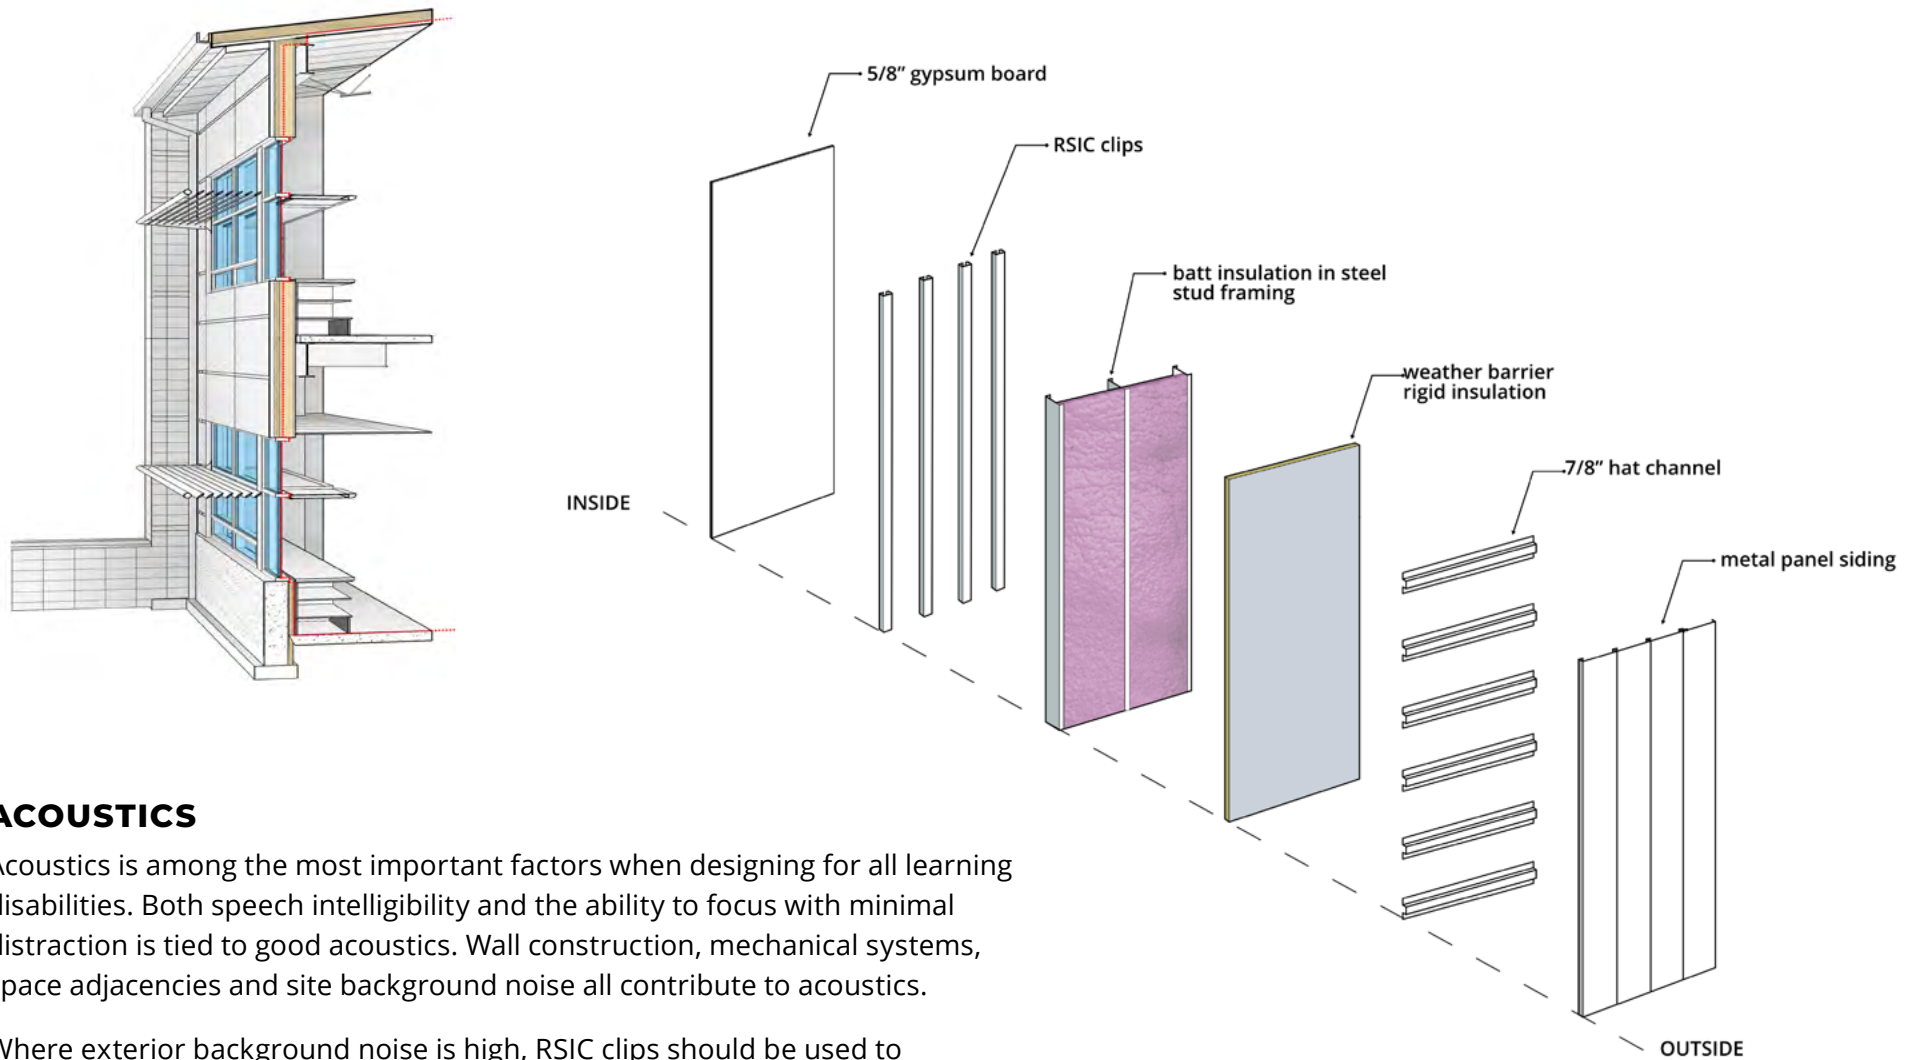 5/8” gypsum board
RSIC clips
batt insulation in steel
stud framing
weather barrier
rigid insulation
7/8” hat channel
metal panel siding
INSIDE
OUTSIDE
ACOUSTICS
Acoustics is among the most important factors when designing for all learning
disabilities. Both speech intelligibility and the ability to focus with minimal
distraction is tied to good acoustics. Wall construction, mechanical systems,
pace adjacencies and site background noise all contribute to acoustics.
Where exterior background noise is high, RSIC clips should be used to